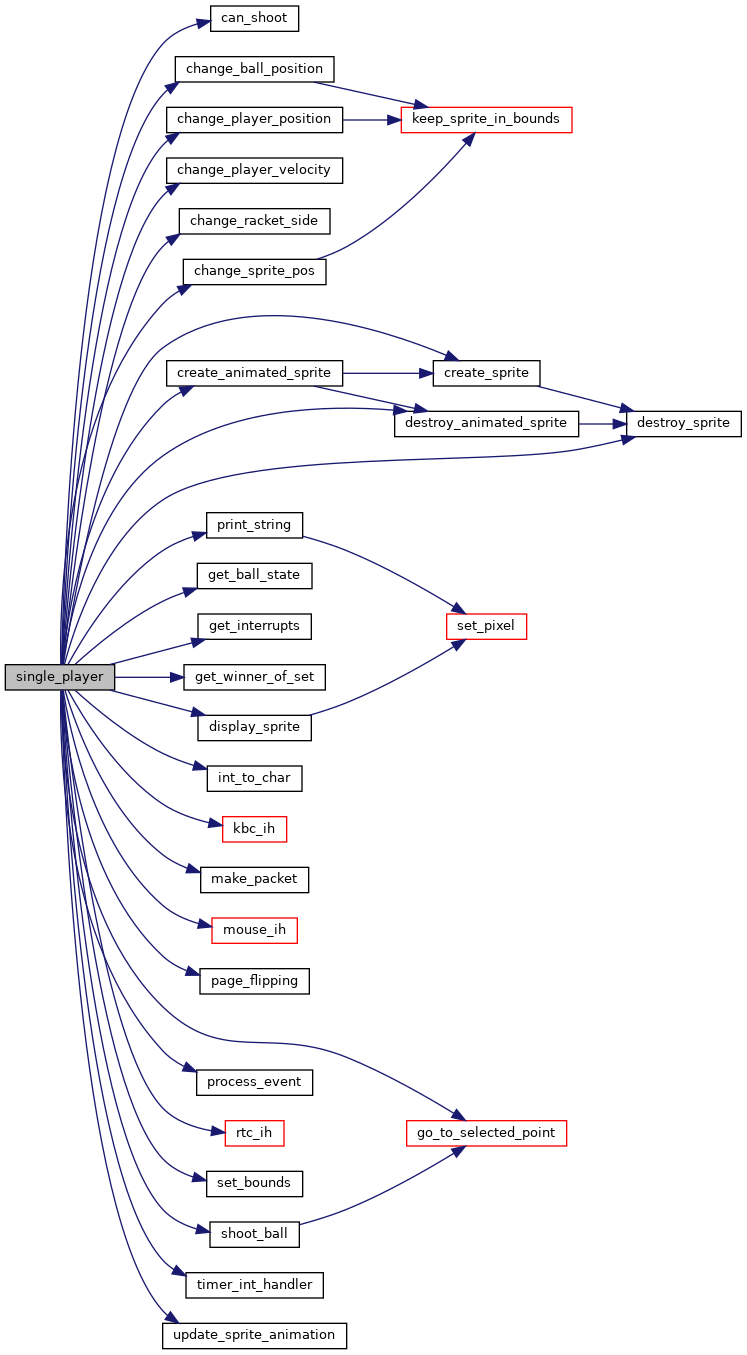 can_shoot
change_ball_position
change_player_position
keep_sprite_in_bounds
change_player_velocity
change_racket_side
change_sprite_pos
create_animated_sprite
create_sprite
destroy_animated_sprite
destroy_sprite
print_string
get_ball_state
get_interrupts
set_pixel
single_player
get_winner_of_set
display_sprite
int_to_char
kbc_ih
make_packet
mouse_ih
page_flipping
process_event
rtc_ih
go_to_selected_point
set_bounds
shoot_ball
timer_int_handler
update_sprite_animation